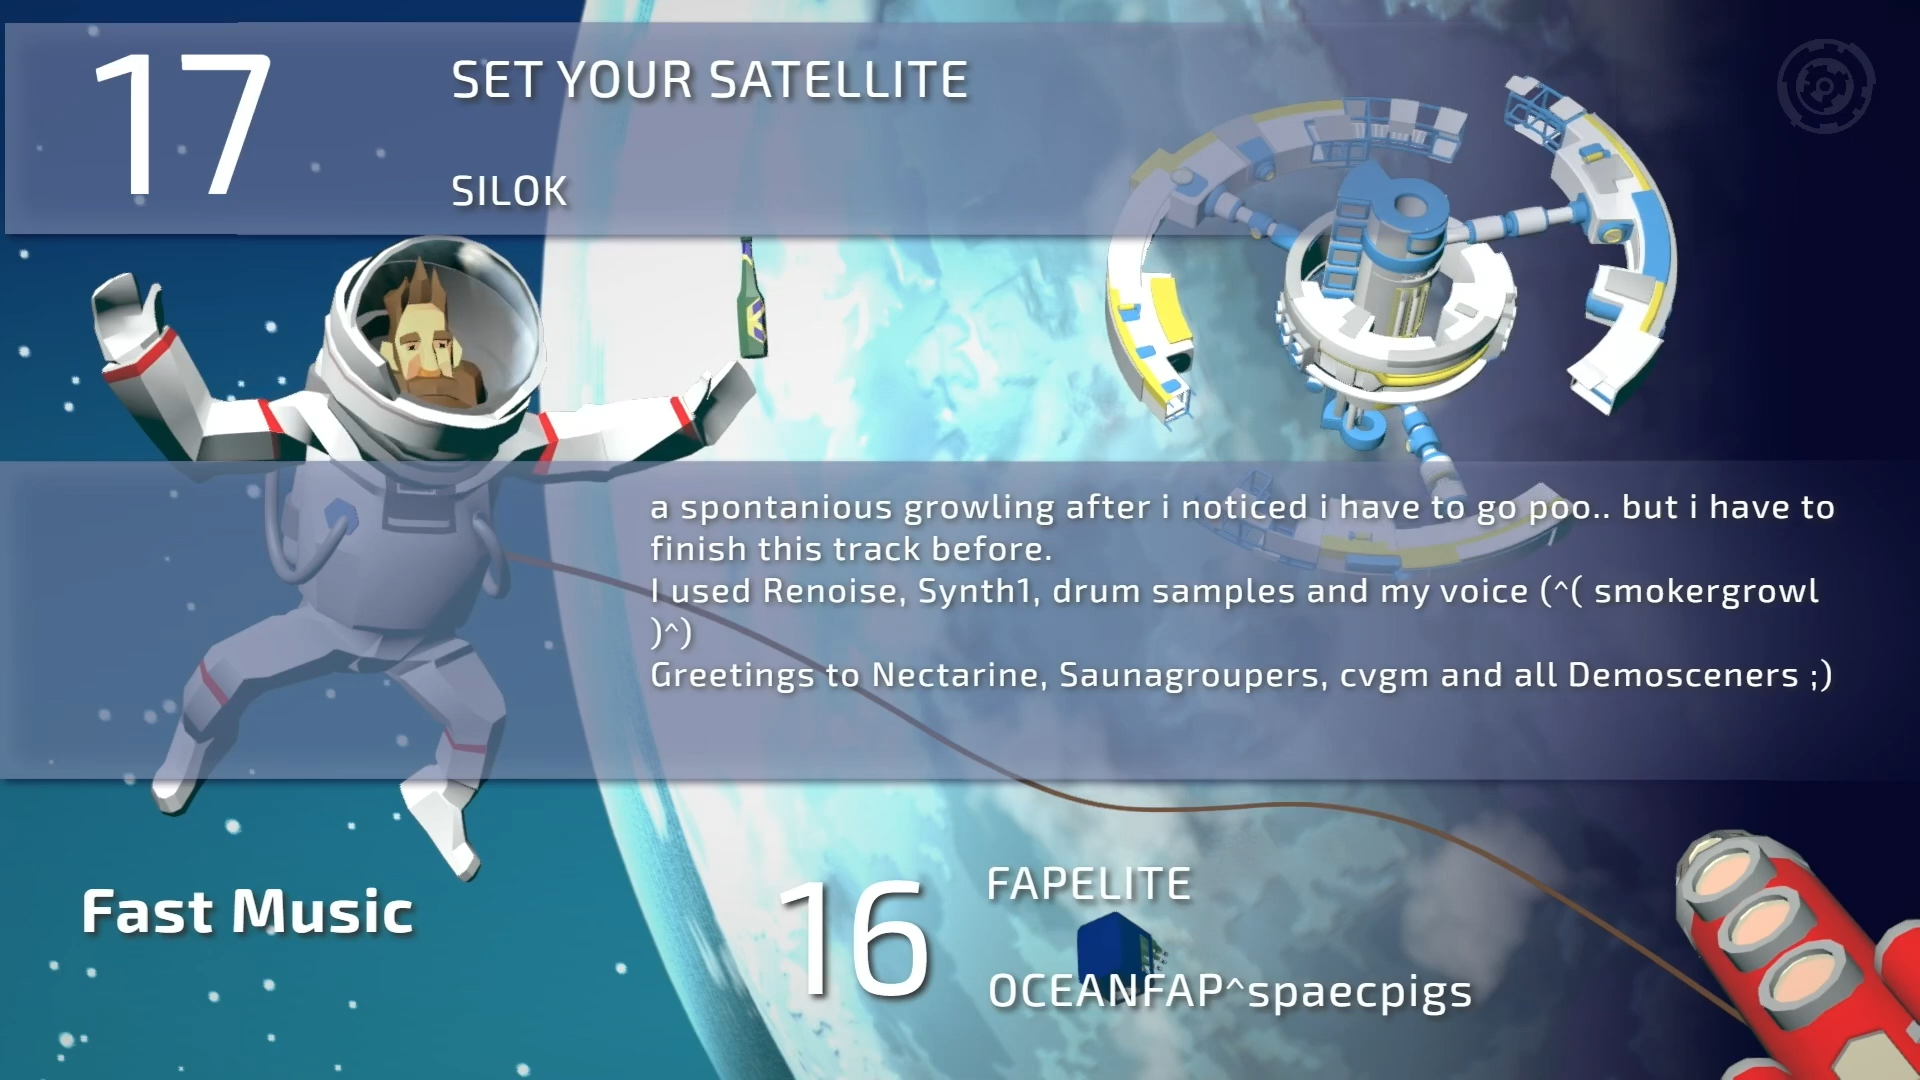 17
SET YOUR SATELLITE
SILOK
a spontanious growling after i noticed i have to go poo.. but i have to
finish this track before.
I used Renoise, Synth1, drum samples and my voice (^( smokergrowl
)^)
Greetings to Nectarine, Saunagroupers, cvgm and all Demosceners ;)
Fast Music
16
FAPELITE
OCEANFAP^spaecpigs